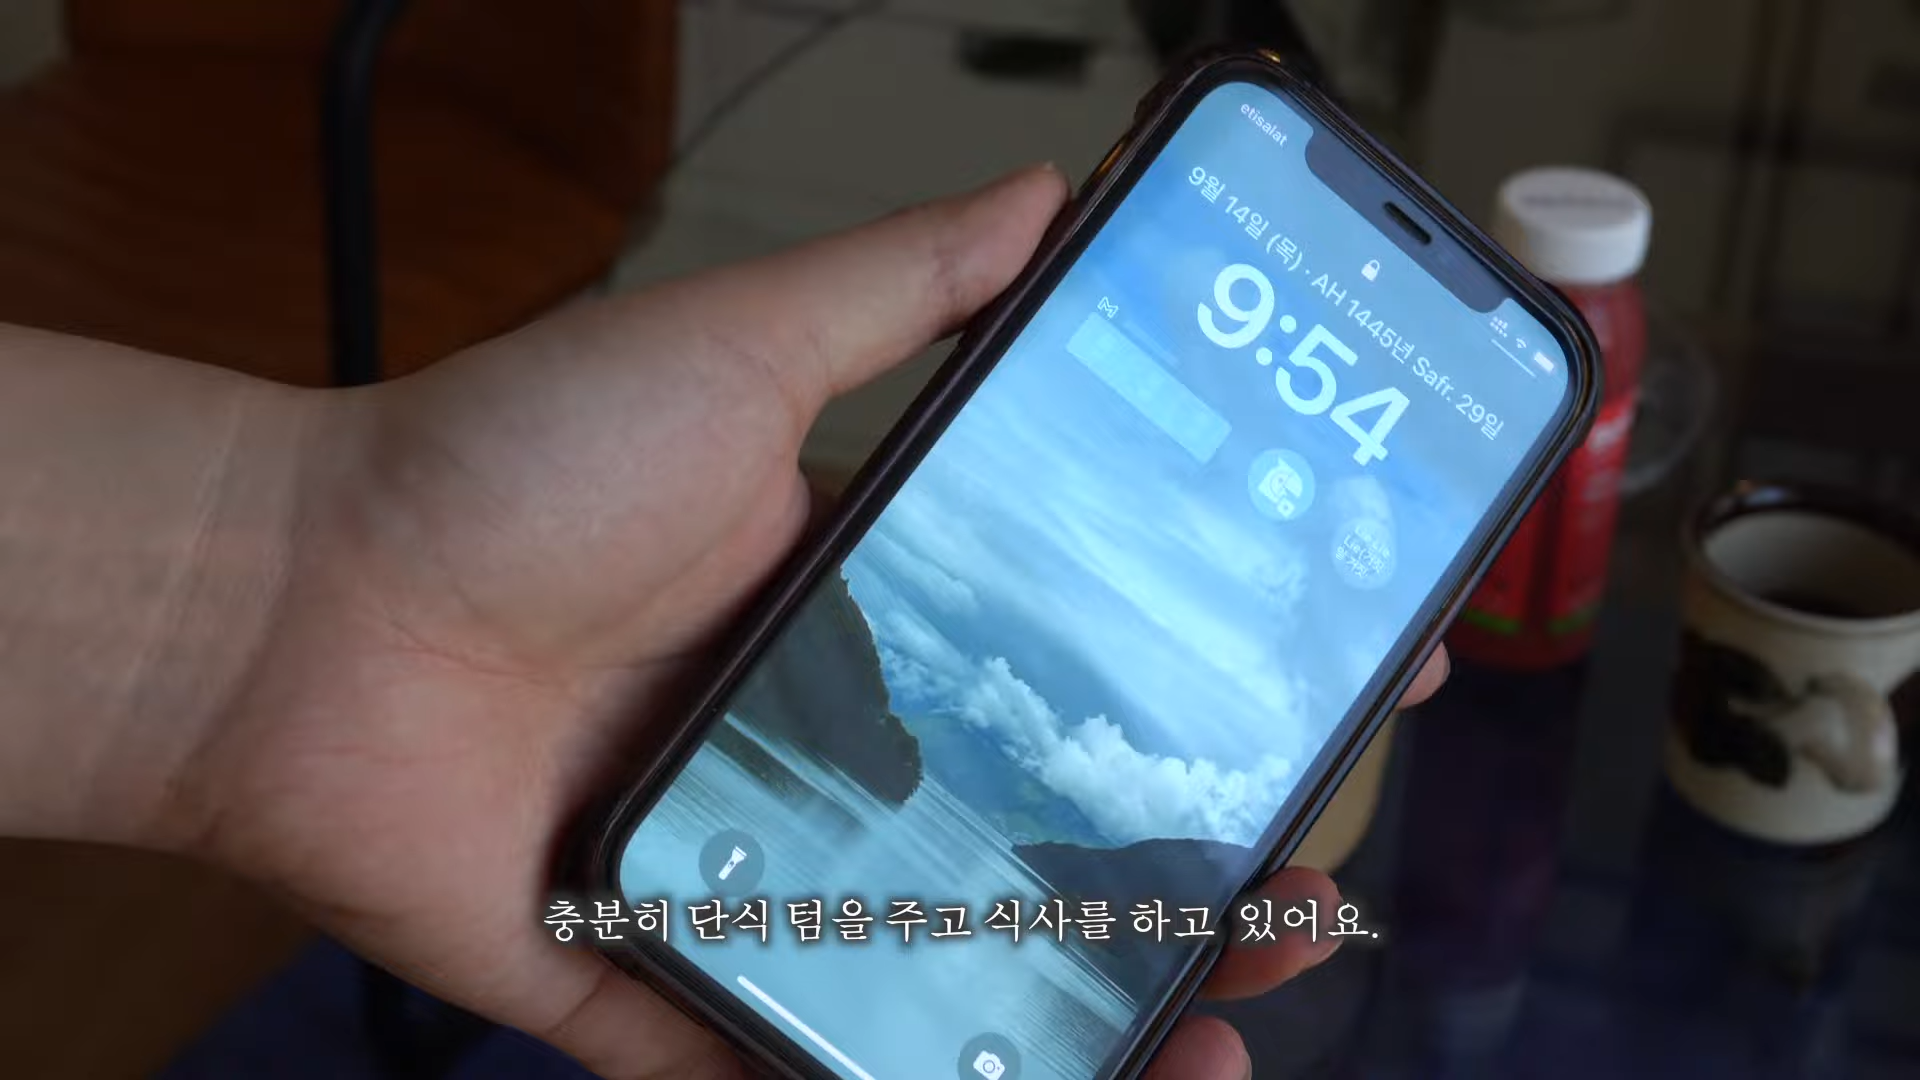 etisalat
9월 14일 (목) · AH 1445년 Safr. 29일
9:54
충분히 단식 텀을 주고 식사를 하고 있어요.